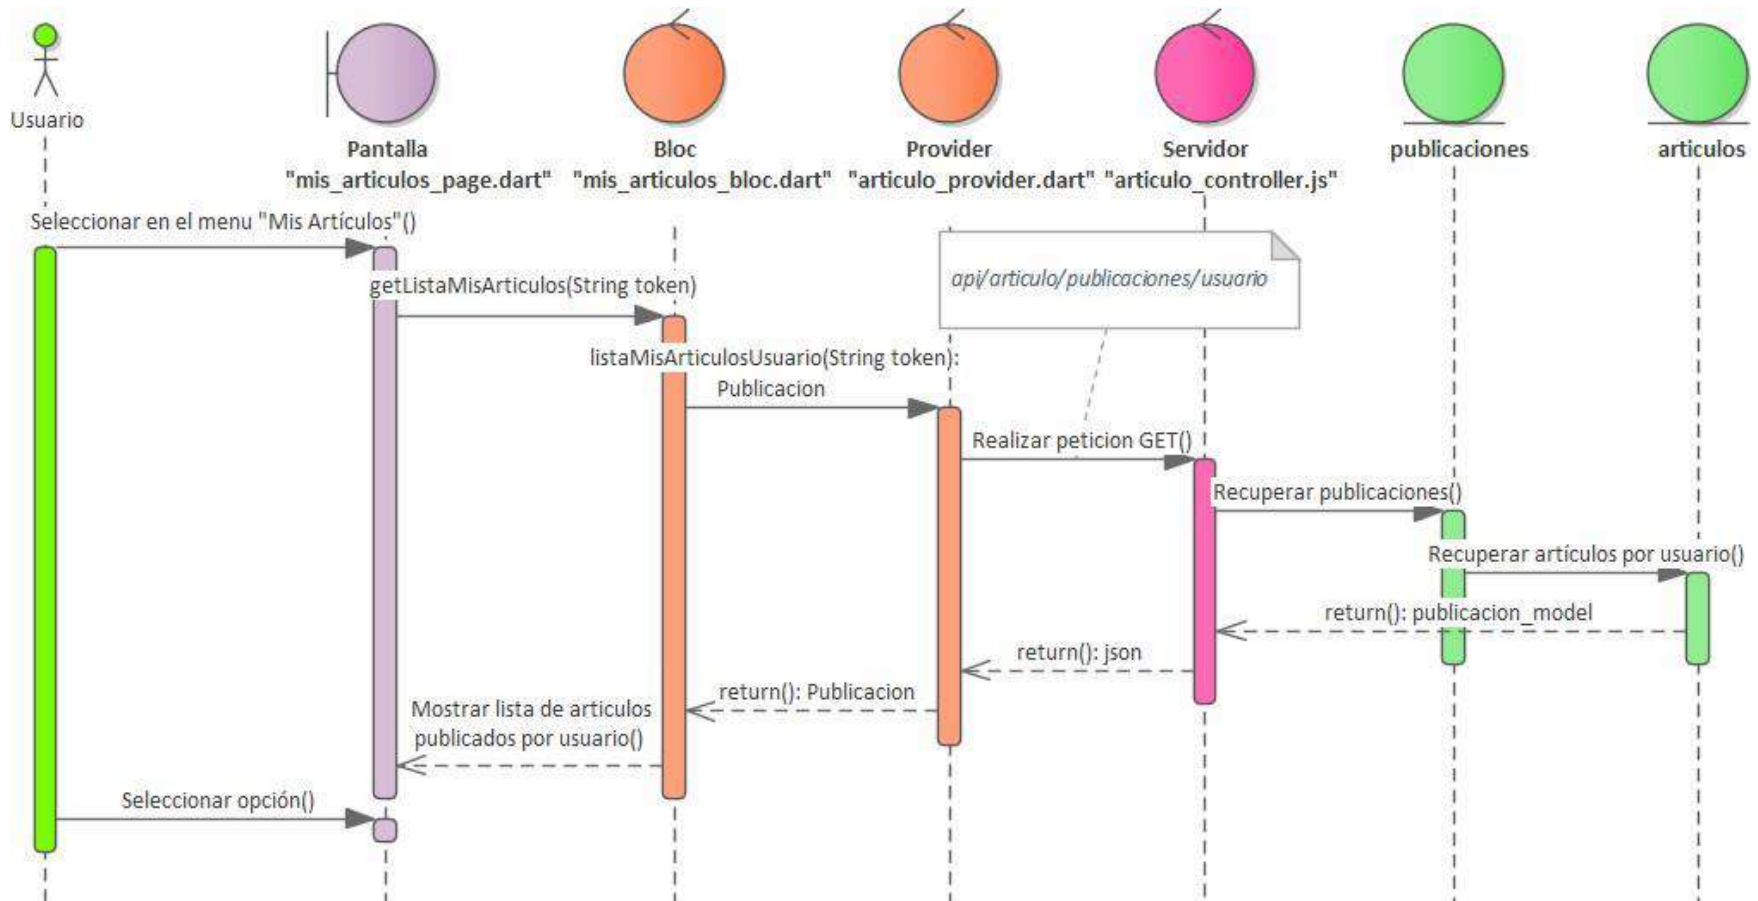 Usuario
Pantalla
"mis_articulos_page.dart"
Bloc
"mis_articulos_bloc.dart"
Provider
"articulo_provider.dart"
Servidor
"articulo_controller.js"
publicaciones
articulos
Seleccionar en el menu "Mis Artículos"()
getListaMisArticulos(String token)
api/articulo/publicaciones/usuario
listaMisArticulosUsuario(String token):
Publicacion
Realizar peticion GET()
Recuperar publicaciones()
Recuperar artículos por usuario()
return(): publicacion_model
return(): json
return(): Publicacion
Mostrar lista de articulos
publicados por usuario()
Seleccionar opción()